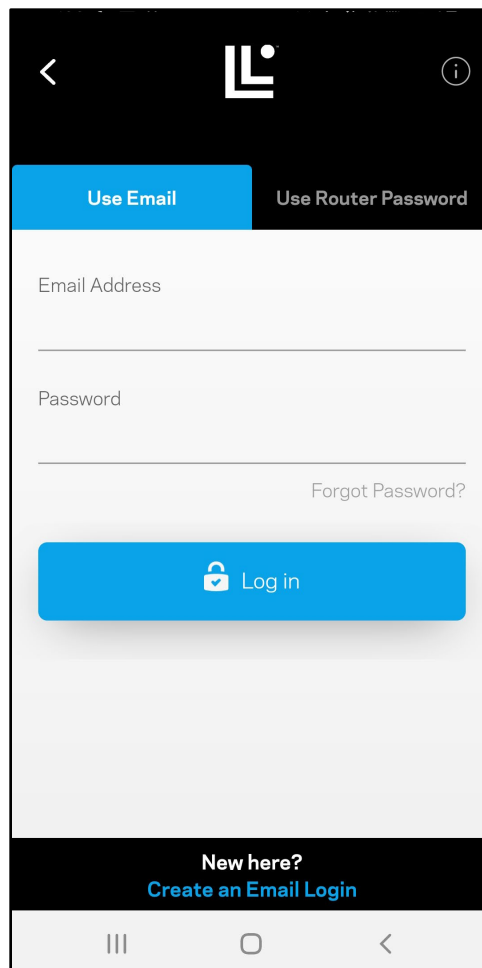 Use Email
Use Router Password
Email Address
Password
Forgot Password?
Log in
New here?
Create an Email Login